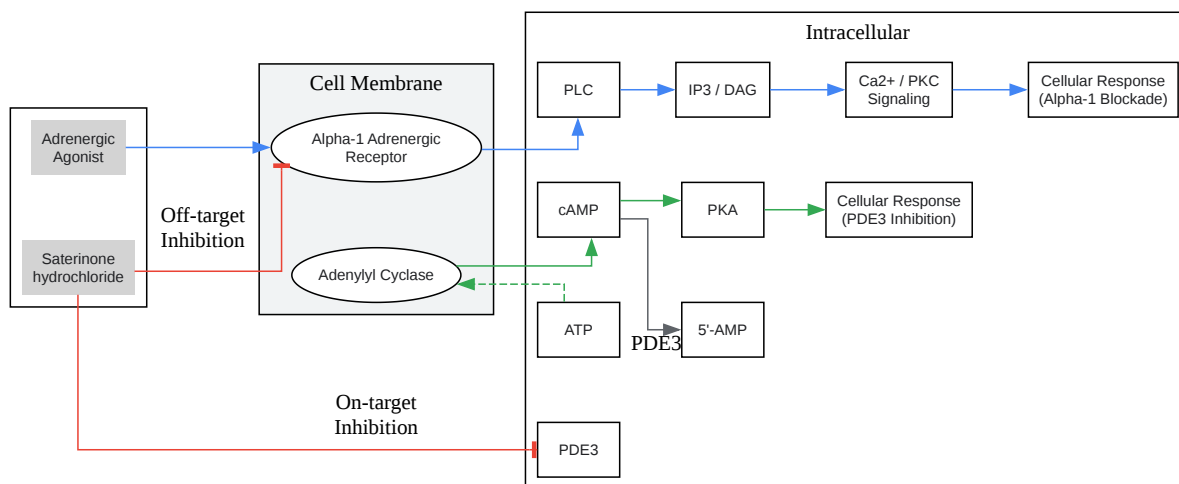 Intracellular
Cell Membrane
PLC
IP3 / DAG
Ca2+ / PKC
Signaling
Cellular Response
(Alpha-1 Blockade)
Adrenergic
Agonist
Alpha-1 Adrenergic
Receptor
Off-target
Inhibition
cAMP
PKA
Cellular Response
(PDE3 Inhibition)
Saterinone
hydrochloride
Adenylyl Cyclase
ATP
PDE3
5'-AMP
On-target
Inhibition
PDE3